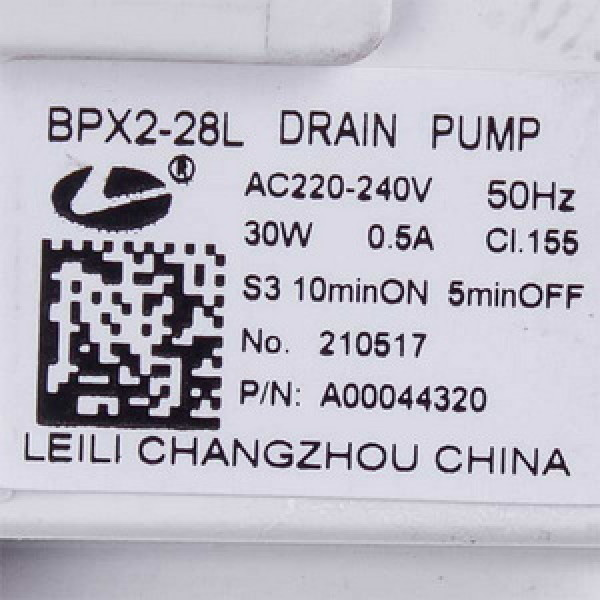 BPX2-28L DRAIN PUMP
®
AC220-240V 50Hz
30W 0.5A Cl.155
S3 10minON 5minOFF
No. 210517
P/N: A00044320
LEILI CHANGZHOU CHINA